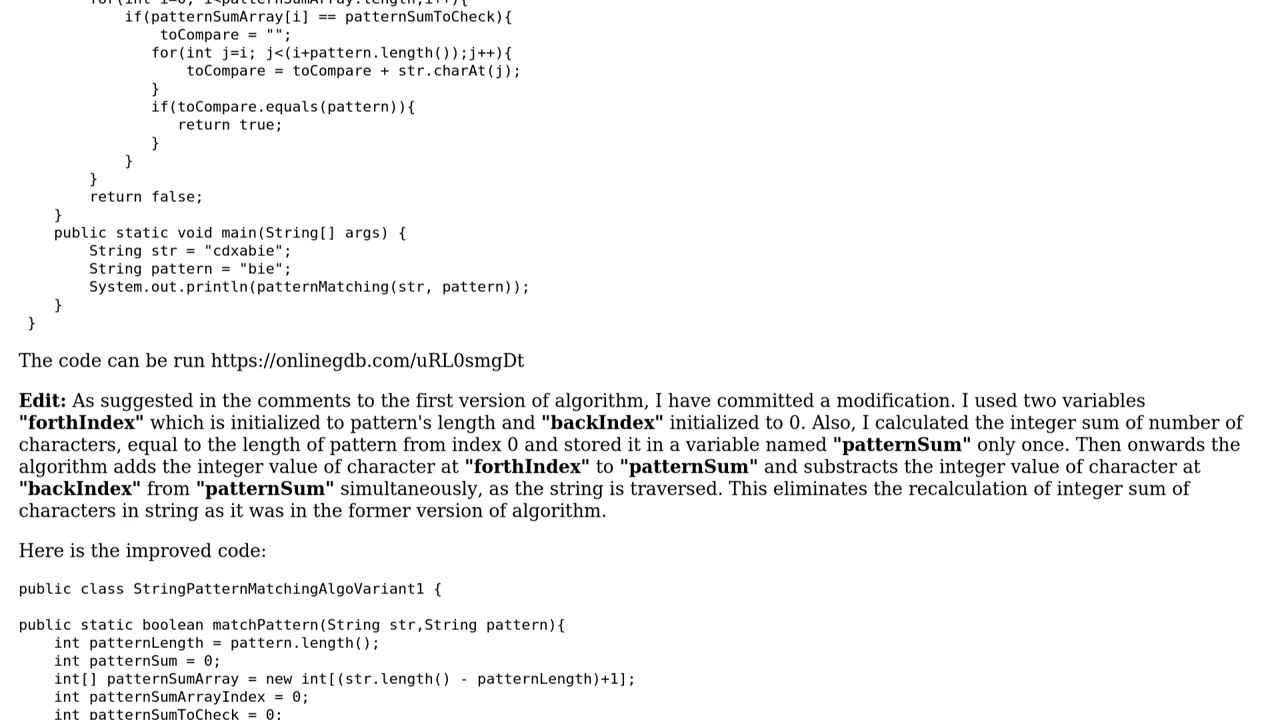 for(int i=0; i<patternSumArray.length;i++){
if(patternSumArray[i] == patternSumToCheck){
toCompare = "";
for(int j=i; j<(i+pattern.length());j++){
toCompare = toCompare + str.charAt(j);
}
if(toCompare.equals(pattern)){
return true;
}
}
}
return false;
}
public static void main(String[] args) {
String str = "cdxabie";
String pattern = "bie";
System.out.println(patternMatching(str, pattern));
}
}
The code can be run https://onlinegdb.com/uRL0smgDt
Edit: As suggested in the comments to the first version of algorithm, I have committed a modification. I used two variables
"forthIndex" which is initialized to pattern's length and "backIndex" initialized to 0. Also, I calculated the integer sum of number of
characters, equal to the length of pattern from index 0 and stored it in a variable named "patternSum" only once. Then onwards the
algorithm adds the integer value of character at "forthIndex" to "patternSum" and substracts the integer value of character at
"backIndex" from "patternSum" simultaneously, as the string is traversed. This eliminates the recalculation of integer sum of
characters in string as it was in the former version of algorithm.
Here is the improved code:
public class StringPatternMatchingAlgoVariant1 {
public static boolean matchPattern(String str,String pattern){
int patternLength = pattern.length();
int patternSum = 0;
int[] patternSumArray = new int[(str.length() - patternLength)+1];
int patternSumArrayIndex = 0;
int patternSumToCheck = 0;